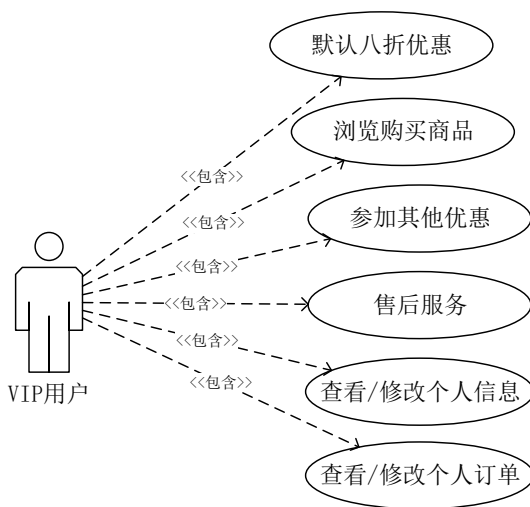 默认八折优惠
浏览购买商品
<<包含>>
<<包含>>
参加其他优惠
<<包含>>
<<包含>>
售后服务
<<包含>>
<<包含>>
VIP用户
查看/修改个人信息
查看/修改个人订单